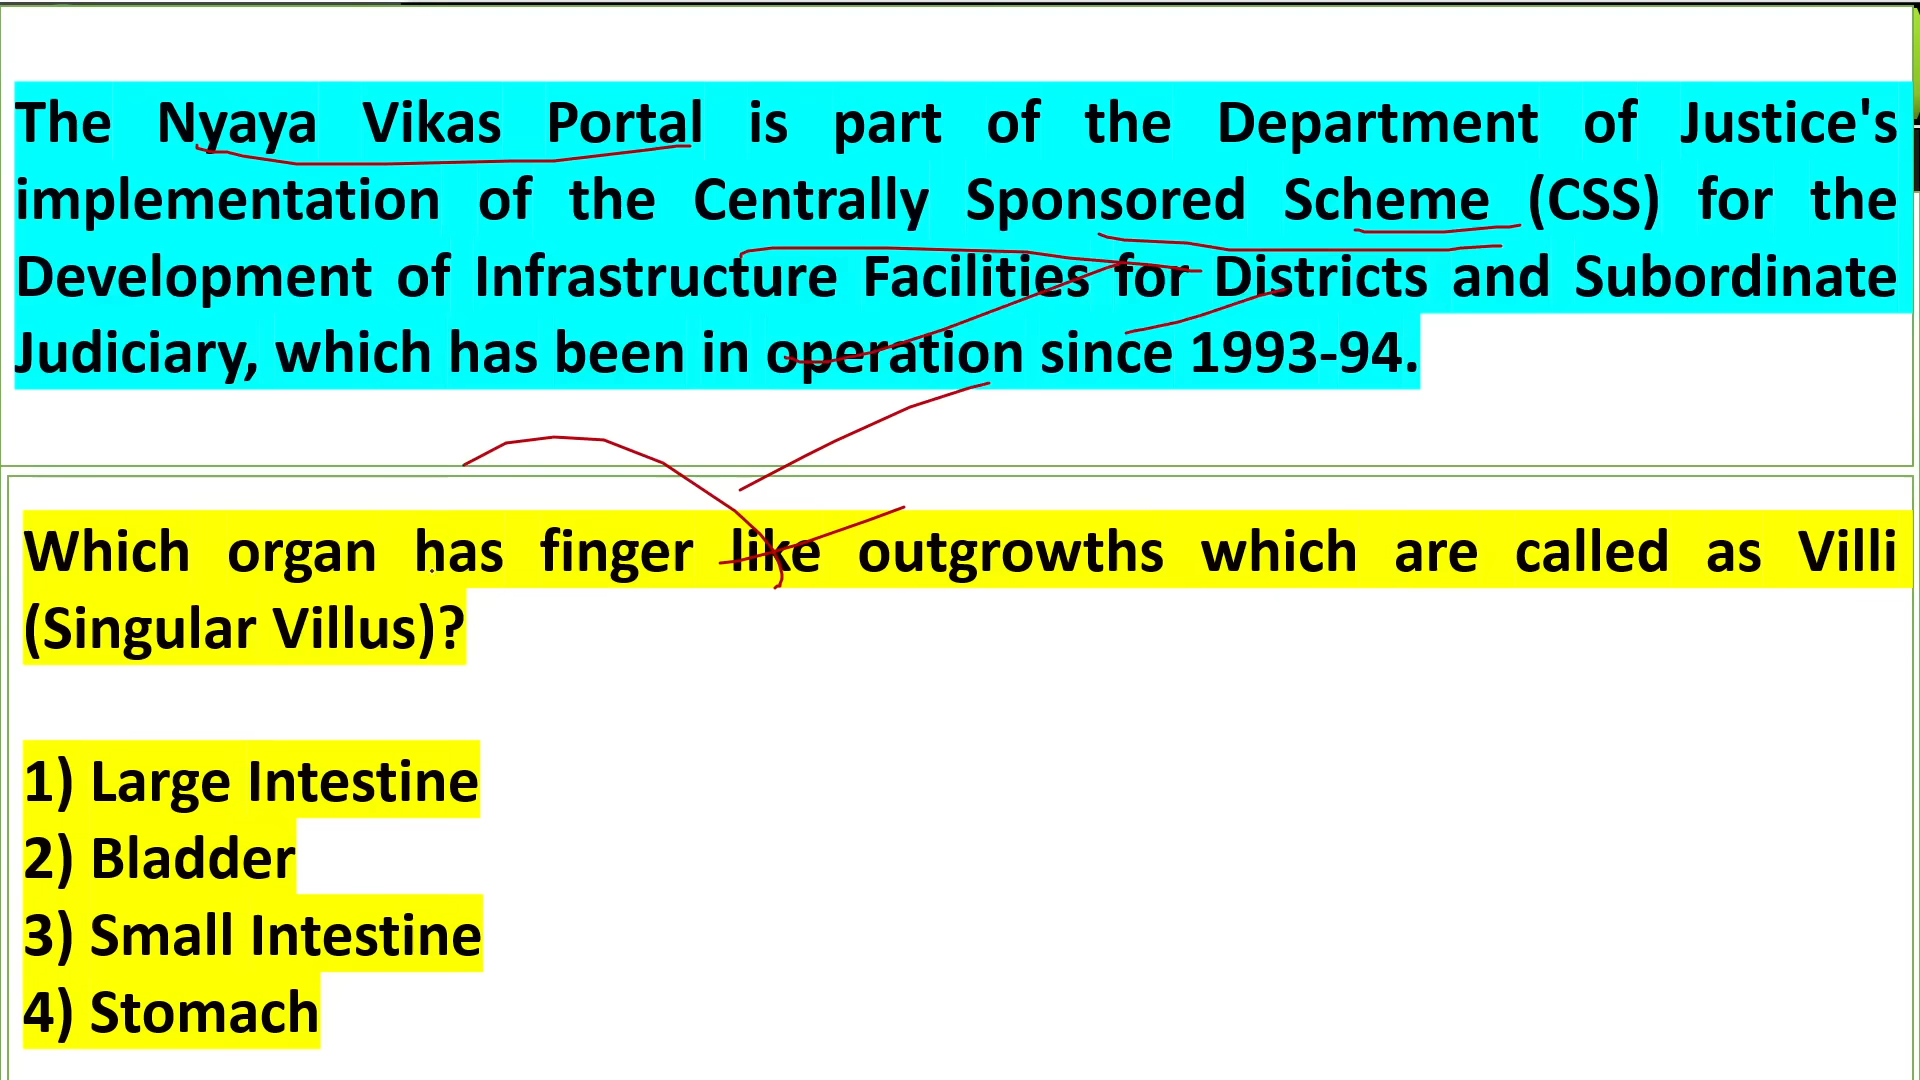 The Nyaya Vikas Portal is part of the Department of Justice's
implementation of the Centrally Sponsored Scheme (CSS) for the
Development of Infrastructure Facilities for Districts and Subordinate
Judiciary, which has been in operation since 1993-94.
Which organ has finger like outgrowths which are called as Villi
(Singular Villus)?
1) Large Intestine
2) Bladder
3) Small Intestine
4) Stomach